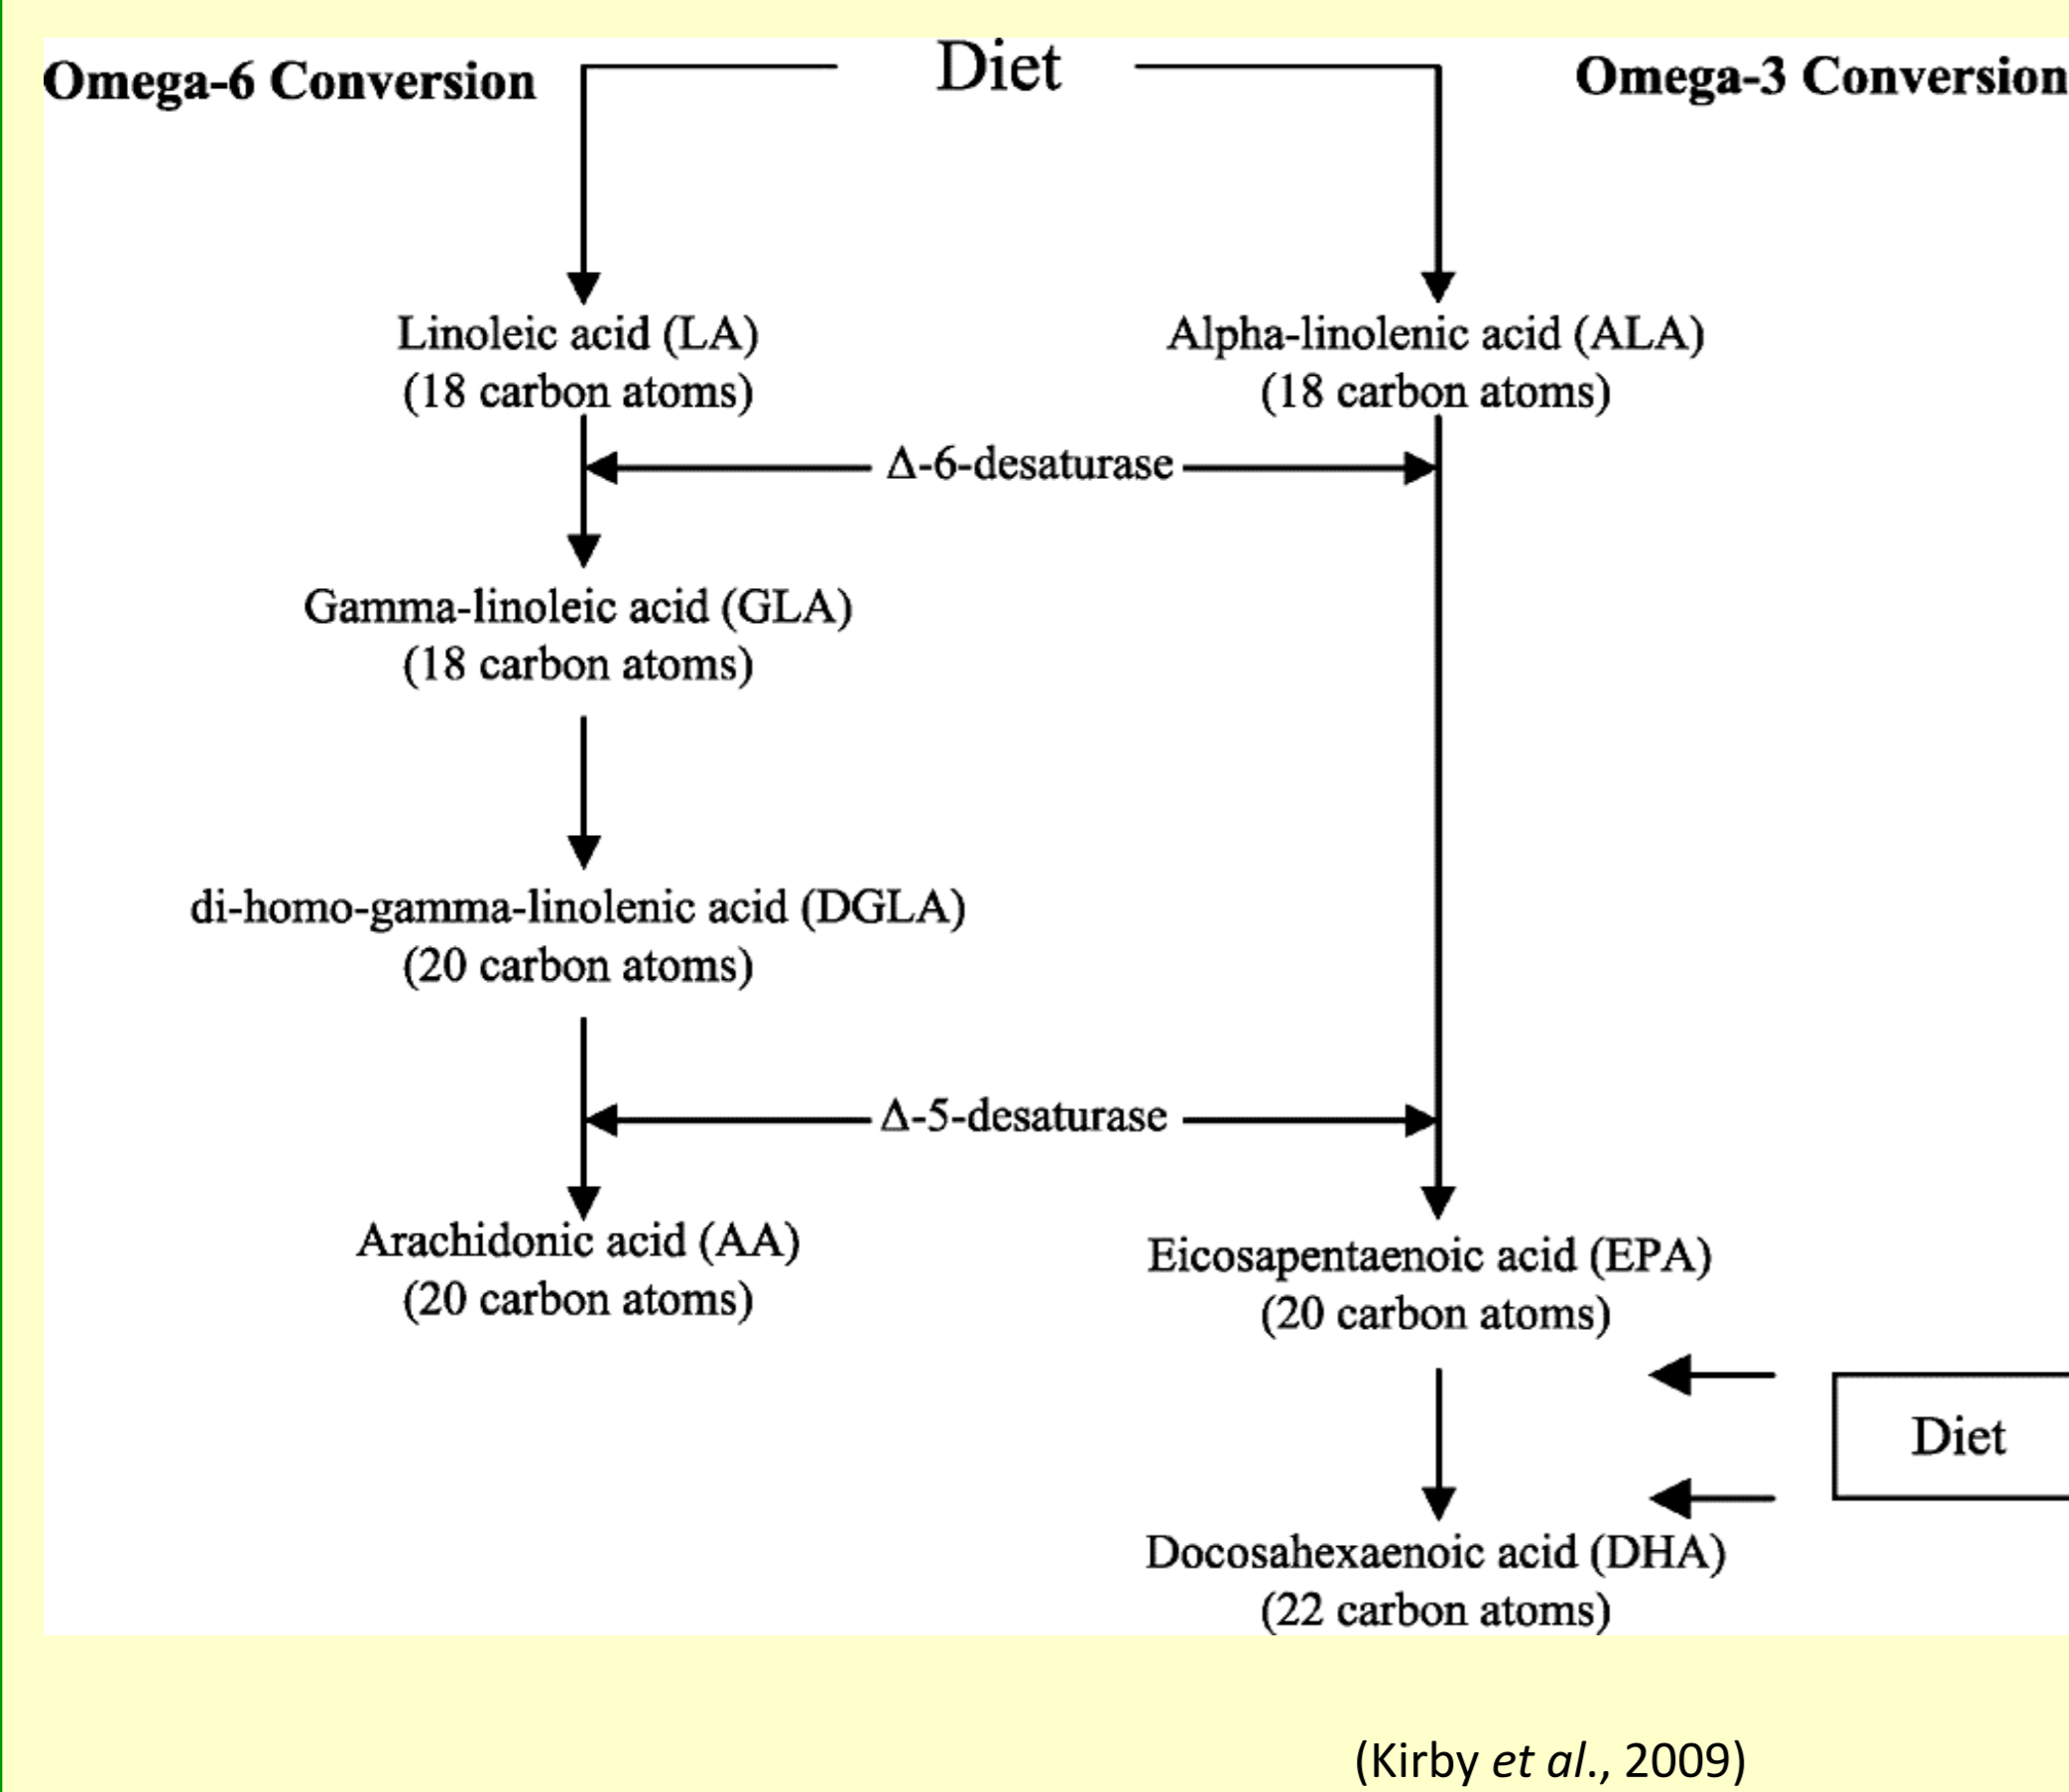 Omega-6 Conversion
Diet
Omega-3 Conversion
Linoleic acid (LA)
(18 carbon atoms)
Alpha-linolenic acid (ALA)
(18 carbon atoms)
Δ-6-desaturase
Gamma-linoleic acid (GLA)
(18 carbon atoms)
di-homo-gamma-linolenic acid (DGLA)
(20 carbon atoms)
Δ-5-desaturase
Arachidonic acid (AA)
(20 carbon atoms)
Eicosapentaenoic acid (EPA)
(20 carbon atoms)
Diet
Docosahexaenoic acid (DHA)
(22 carbon atoms)
(Kirby et al., 2009)